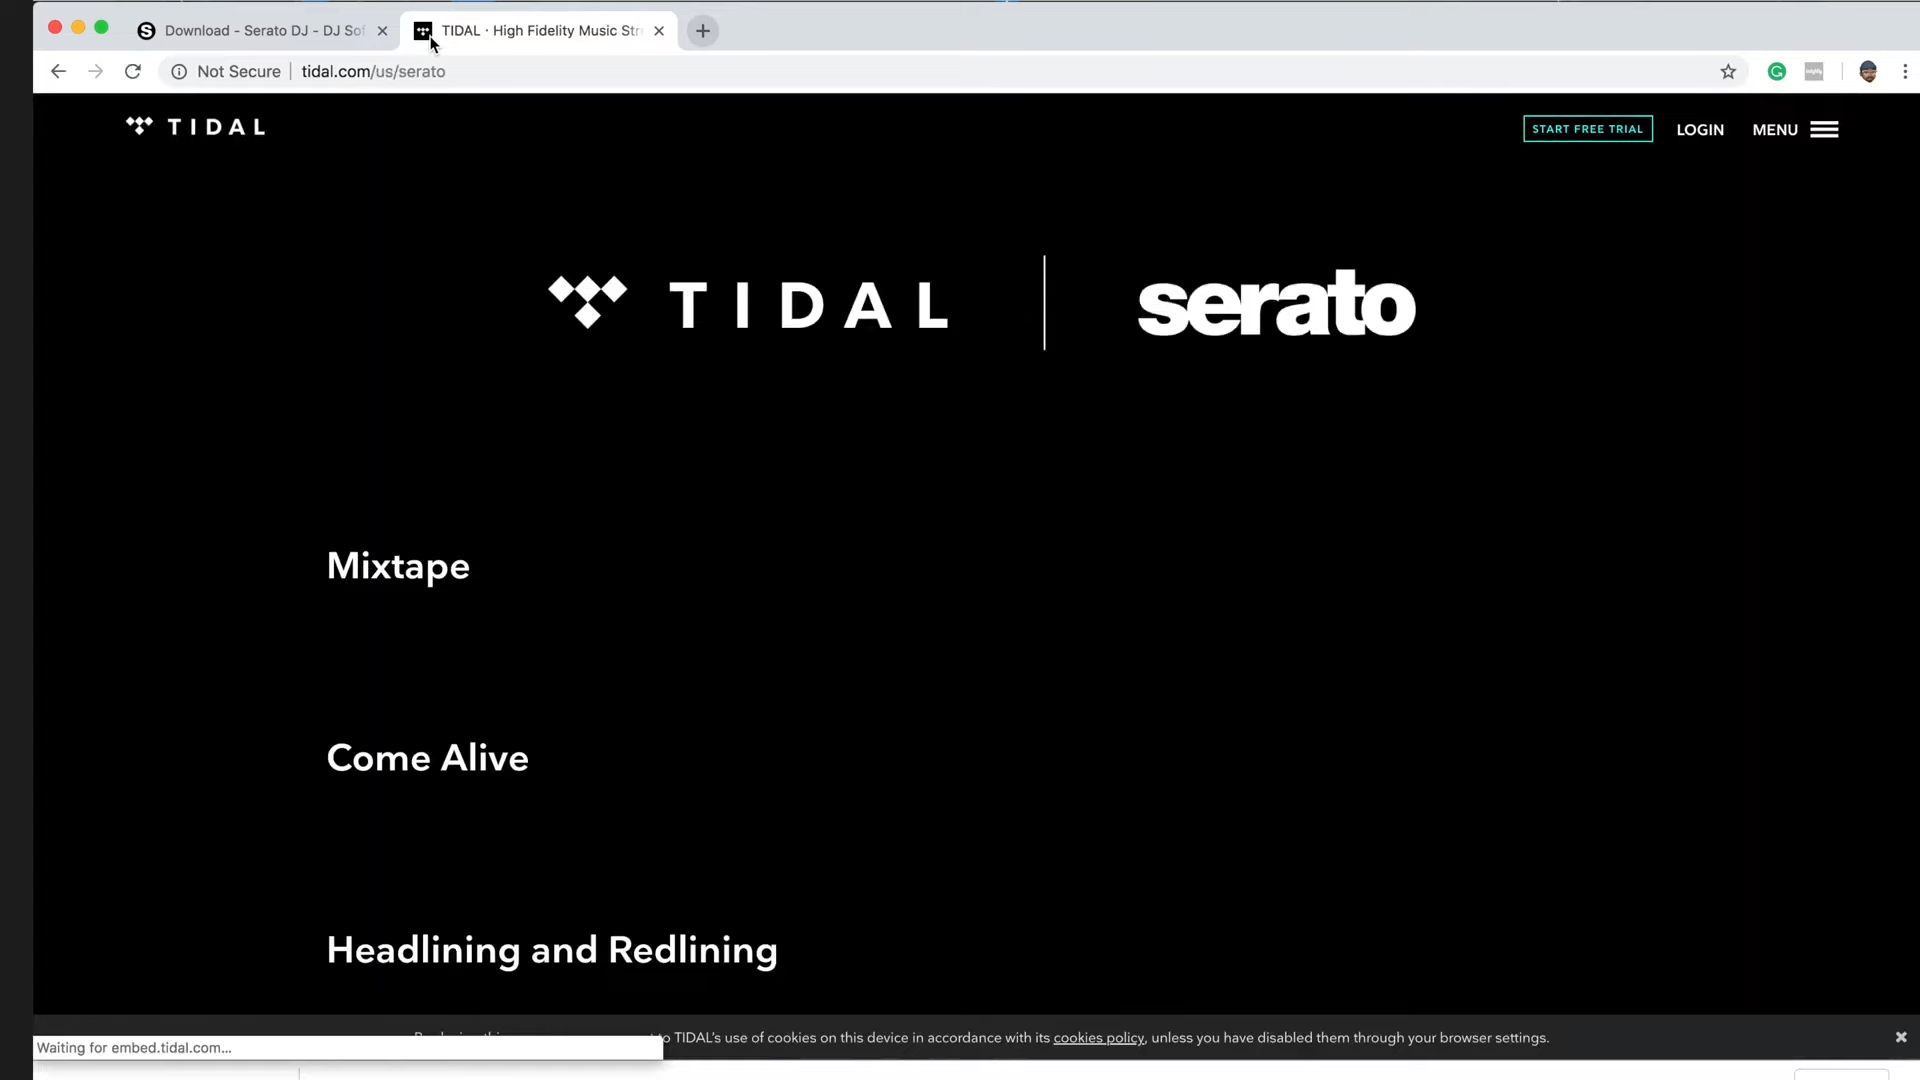 Download - Serato DJ - DJ Sof
TIDAL · High Fidelity Music Str
Not Secure
tidal.com/us/serato
TIDAL
START FREE TRIAL
LOGIN
MENU
TIDAL
serato
Mixtape
Come Alive
Headlining and Redlining
to TIDAL's use of cookies on this device in accordance with its cookies policy, unless you have disabled them through your browser settings.
Waiting for embed.tidal.com...